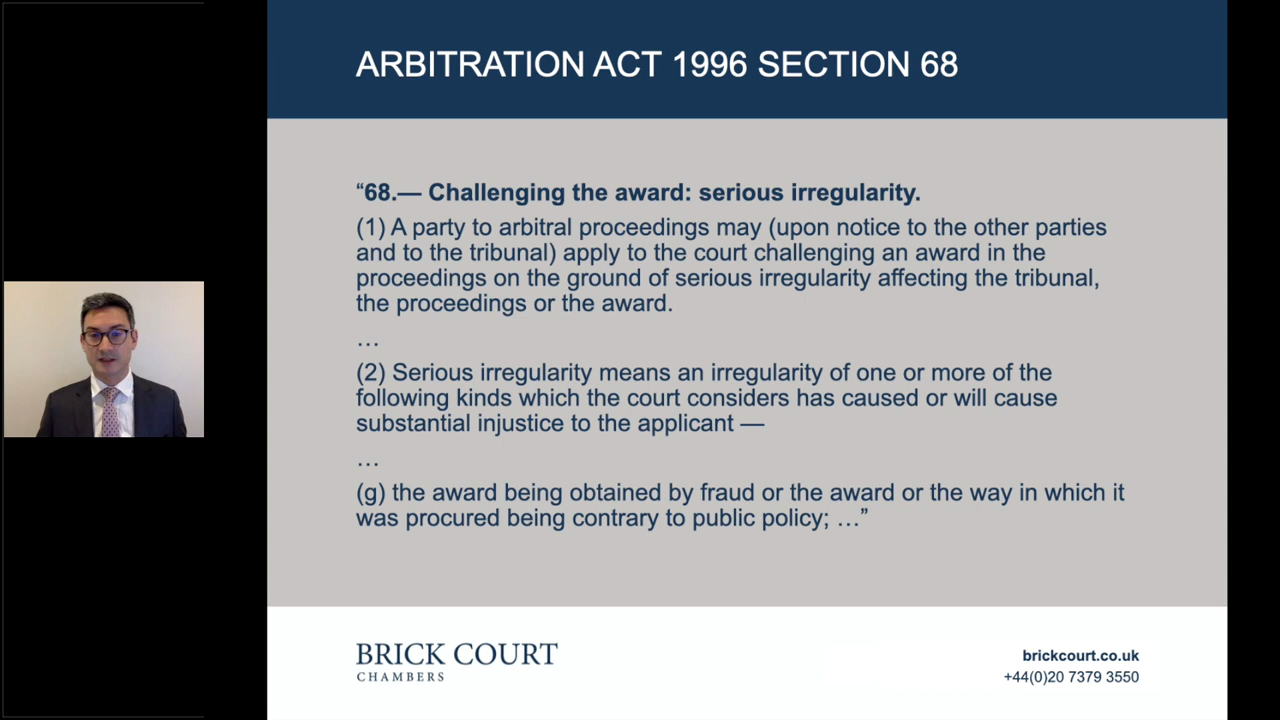 ARBITRATION ACT 1996 SECTION 68
“68.— Challenging the award: serious irregularity.
(1) A party to arbitral proceedings may (upon notice to the other parties
and to the tribunal) apply to the court challenging an award in the
proceedings on the ground of serious irregularity affecting the tribunal,
the proceedings or the award.
…
(2) Serious irregularity means an irregularity of one or more of the
following kinds which the court considers has caused or will cause
substantial injustice to the applicant —
…
(g) the award being obtained by fraud or the award or the way in which it
was procured being contrary to public policy; …”
BRICK COURT
CHAMBERS
brickcourt.co.uk
+44(0)20 7379 3550